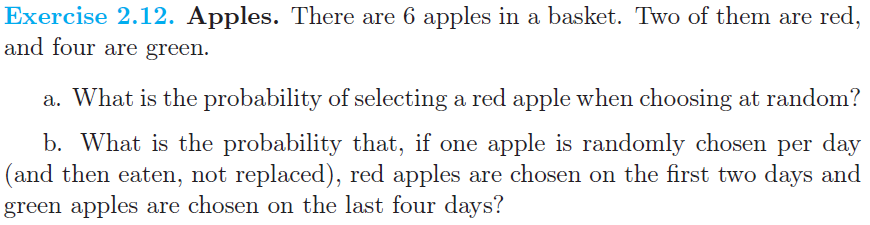 Exercise 2.12. Apples. There are 6 apples in a basket. Two of them are red,
and four are green.
a. What is the probability of selecting a red apple when choosing at random?
b. What is the probability that, if one apple is randomly chosen per day
(and then eaten, not replaced), red apples are chosen on the first two days and
green apples are chosen on the last four days?